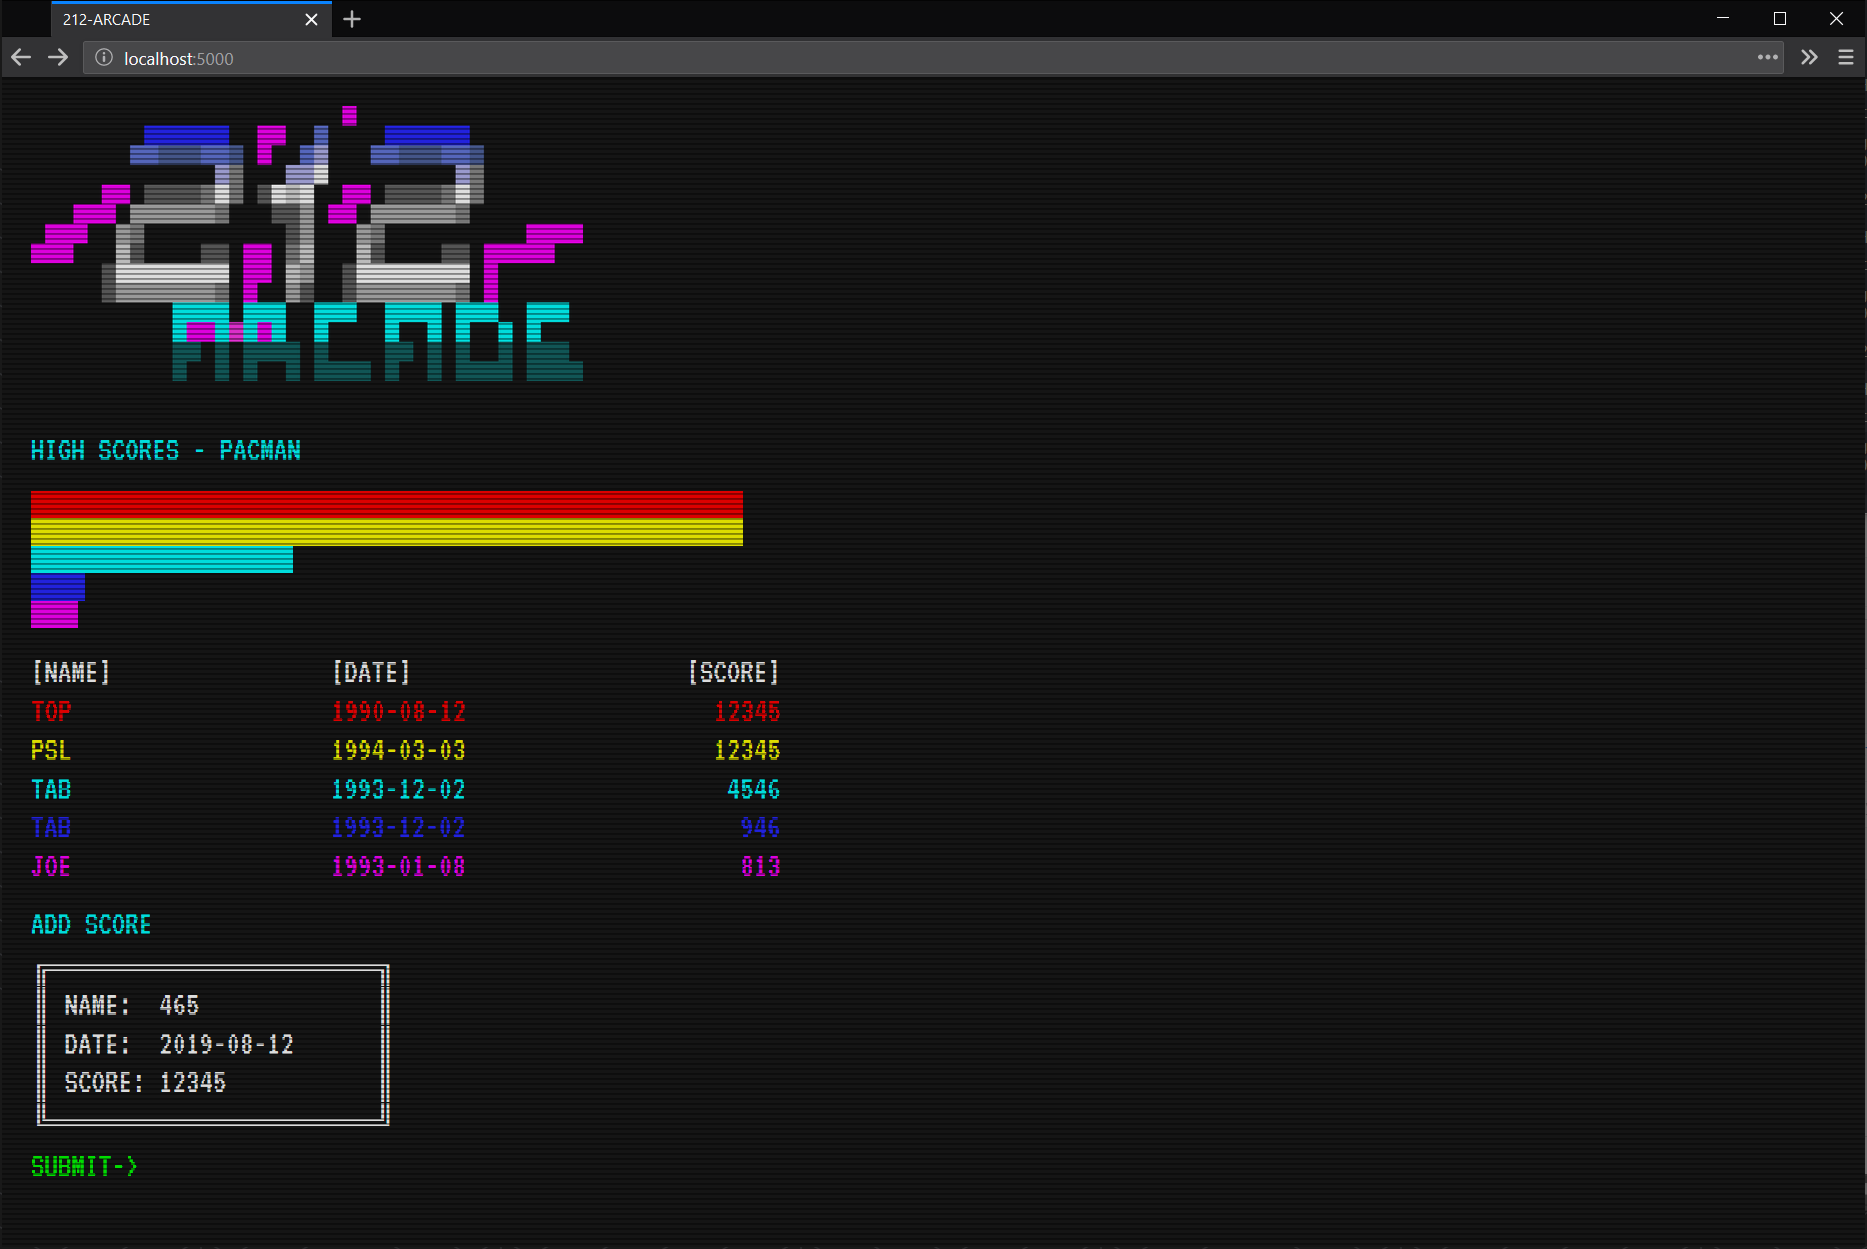 212-ARCADE
localhost:5000
212
ARCADE
HIGH SCORES - PACMAN
[NAME] [DATE] [SCORE]
TOP 1990-08-12 12345
PSL 1994-03-03 12345
TAB 1993-12-02 4546
TAB 1993-12-02 946
JOE 1993-01-08 813
ADD SCORE
NAME: 465
DATE: 2019-08-12
SCORE: 12345
SUBMIT->